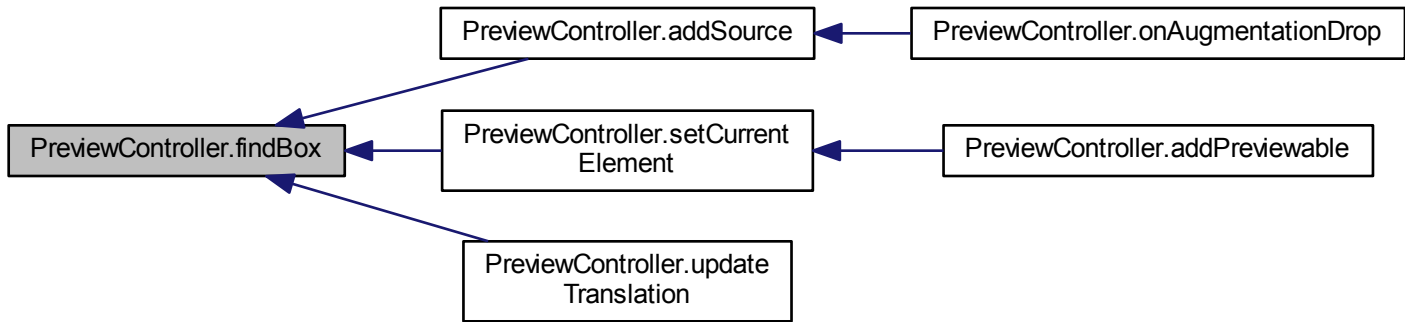 PreviewController.addSource
PreviewController.onAugmentationDrop
PreviewController.findBox
PreviewController.setCurrent
Element
PreviewController.addPreviewable
PreviewController.update
Translation